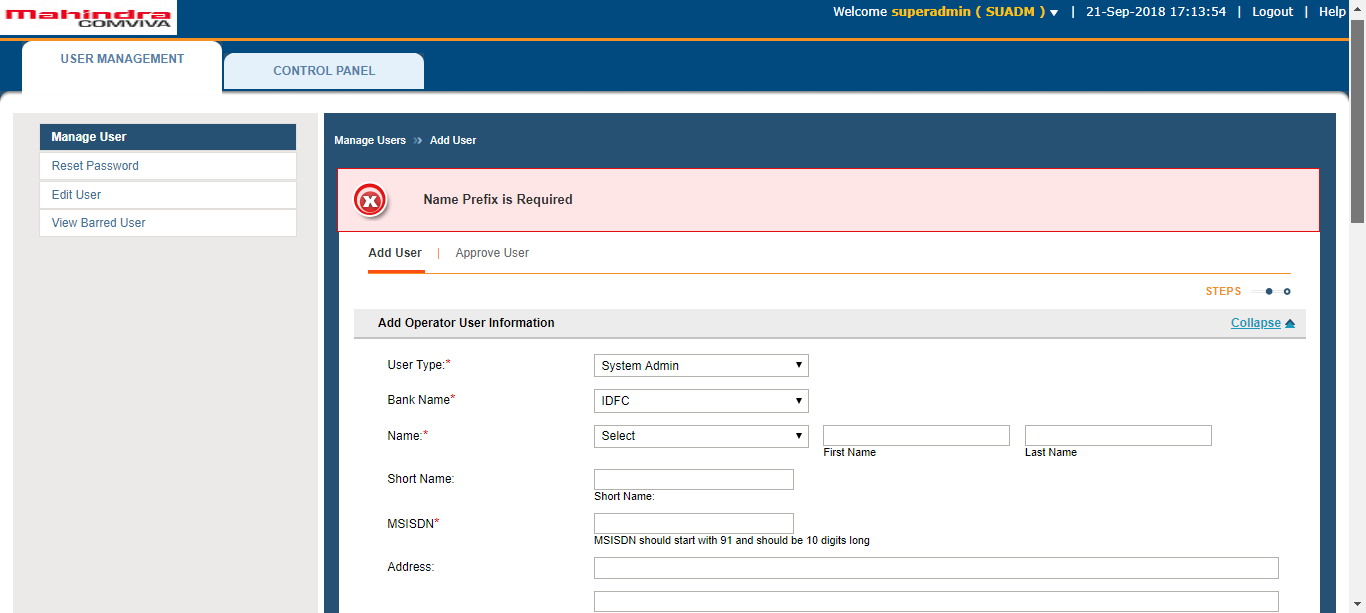 mahindra
COMVIVA
Welcome superadmin ( SUADM ) | 21-Sep-2018 17:13:54 | Logout | Help
USER MANAGEMENT
CONTROL PANEL
Manage User
Reset Password
Edit User
View Barred User
Manage Users » Add User
Name Prefix is Required
Add User | Approve User
STEPS
Add Operator User Information
Collapse
User Type:* System Admin
Bank Name* IDFC
Name:* Select
First Name Last Name
Short Name:
Short Name:
MSISDN*
MSISDN should start with 91 and should be 10 digits long
Address: